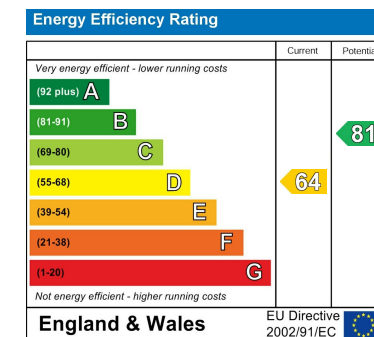 Energy Efficiency Rating
Current Potentia
Very energy efficient - lower running costs
(92 plus) A
(81-91) B
81
(69-80) C
(55-68) D
64
(39-54) E
(21-38) F
(1-20) G
Not energy efficient - higher running costs
England & Wales
EU Directive
2002/91/EC